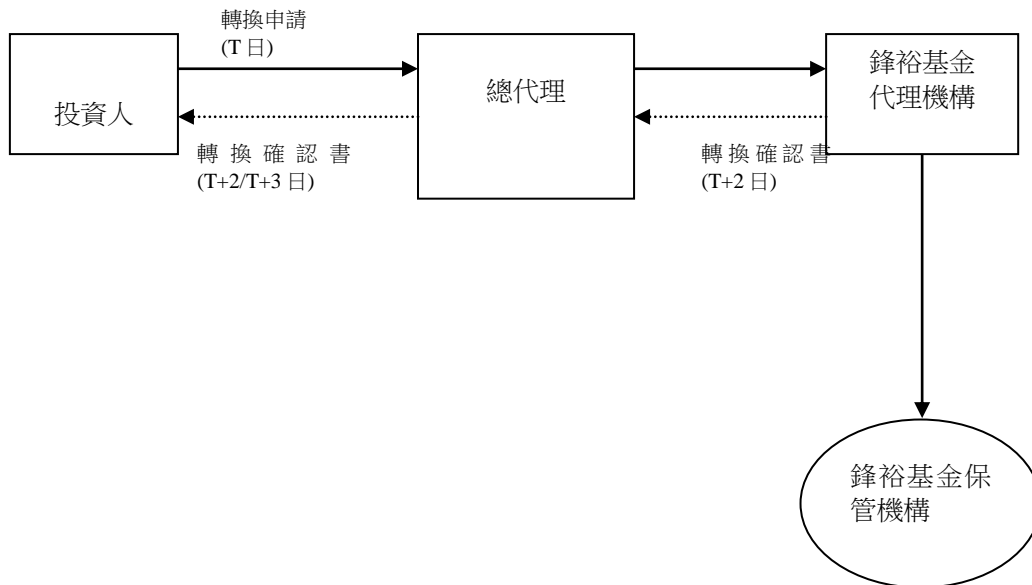 轉換申請
(T 日)
投資人
總代理
鋒裕基金
代理機構
轉換確認書
(T+2/T+3 日)
轉換確認書
(T+2 日)
鋒裕基金保
管機構